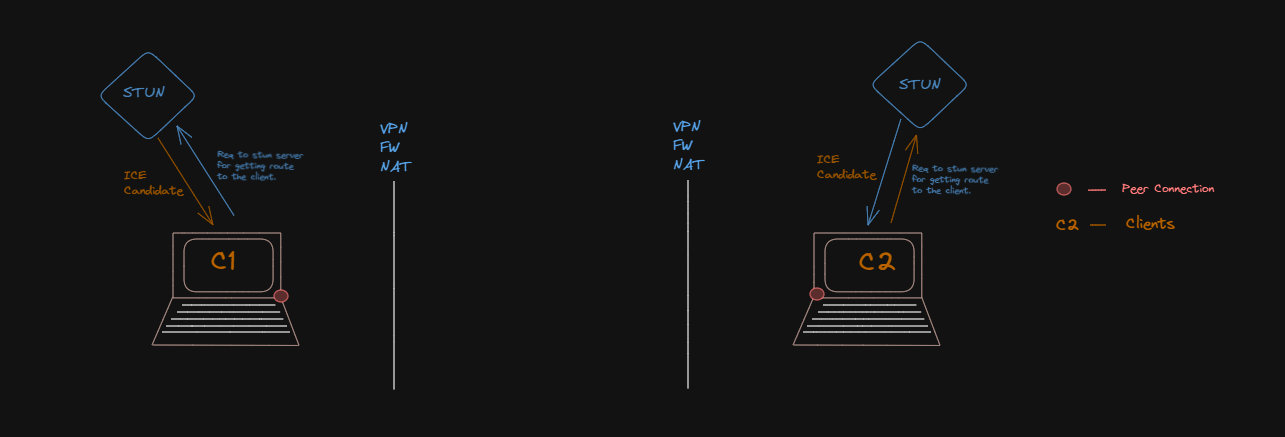 STUN
ICE
Candidate
Req to stun server
for getting route
to the client.
C1
VPN
FW
NAT
VPN
FW
NAT
STUN
ICE
Candidate
Req to stun server
for getting route
to the client.
C2
— Peer Connection
C2 — Clients